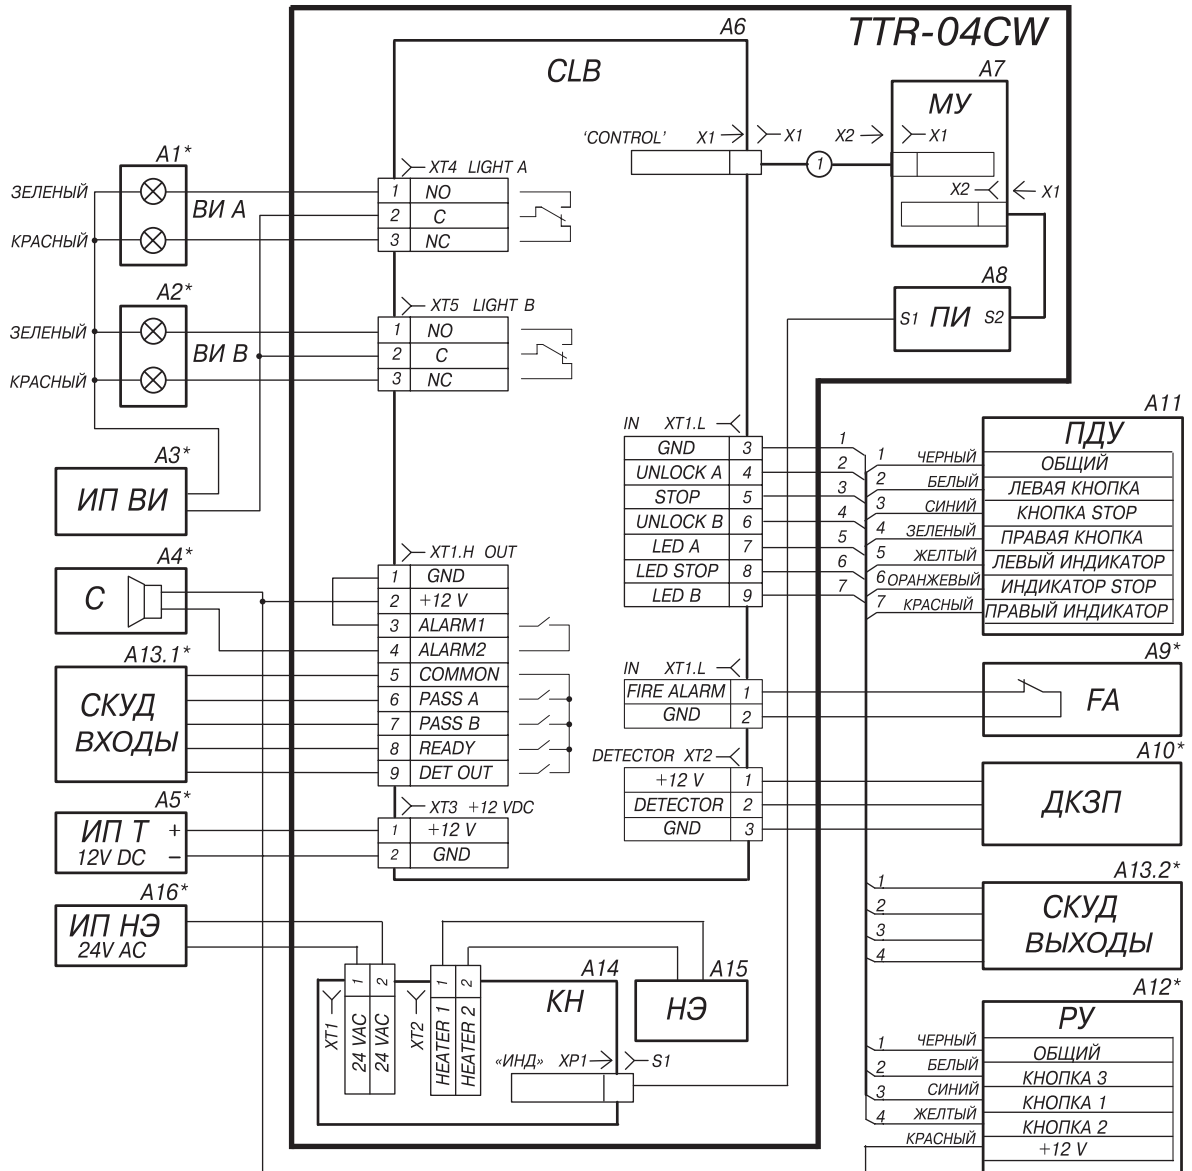 TTR-04CW
A6
CLB
A7
МУ
'CONTROL' X1 X1 X2 X1
X2 X1
A8
S1 ПИ S2
A1*
ЗЕЛЕНЫЙ
КРАСНЫЙ
ВИ А
XT4 LIGHT A
1 NO
2 C
3 NC
A2*
ЗЕЛЕНЫЙ
КРАСНЫЙ
ВИ В
XT5 LIGHT B
1 NO
2 C
3 NC
1
A3*
ИП ВИ
A4*
С
XT1.H OUT
1 GND
2 +12 V
3 ALARM1
4 ALARM2
5 COMMON
6 PASS A
7 PASS B
8 READY
9 DET OUT
A13.1*
СКУД
ВХОДЫ
A5*
ИП Т +
12V DC –
XT3 +12 VDC
1 +12 V
2 GND
A16*
ИП НЭ
24V AC
IN XT1.L
GND 3
UNLOCK A 4
STOP 5
UNLOCK B 6
LED A 7
LED STOP 8
LED B 9
1
2
3
4
5
6
7
A11
ПДУ
1 ЧЕРНЫЙ ОБЩИЙ
2 БЕЛЫЙ ЛЕВАЯ КНОПКА
3 СИНИЙ КНОПКА STOP
4 ЗЕЛЕНЫЙ ПРАВАЯ КНОПКА
5 ЖЕЛТЫЙ ЛЕВЫЙ ИНДИКАТОР
6 ОРАНЖЕВЫЙ ИНДИКАТОР STOP
7 КРАСНЫЙ ПРАВЫЙ ИНДИКАТОР
IN XT1.L
FIRE ALARM 1
GND 2
A9*
FA
DETECTOR XT2
+12 V 1
DETECTOR 2
GND 3
A10*
ДКЗП
A13.2*
1
2
3
4
СКУД
ВЫХОДЫ
A14
КН
XT1
1 24 VAC
2 24 VAC
XT2
1 HEATER 1
2 HEATER 2
«ИНД» XP1 S1
A15
НЭ
A12*
РУ
1 ЧЕРНЫЙ ОБЩИЙ
2 БЕЛЫЙ КНОПКА 3
3 СИНИЙ КНОПКА 1
4 ЖЕЛТЫЙ КНОПКА 2
КРАСНЫЙ +12 V